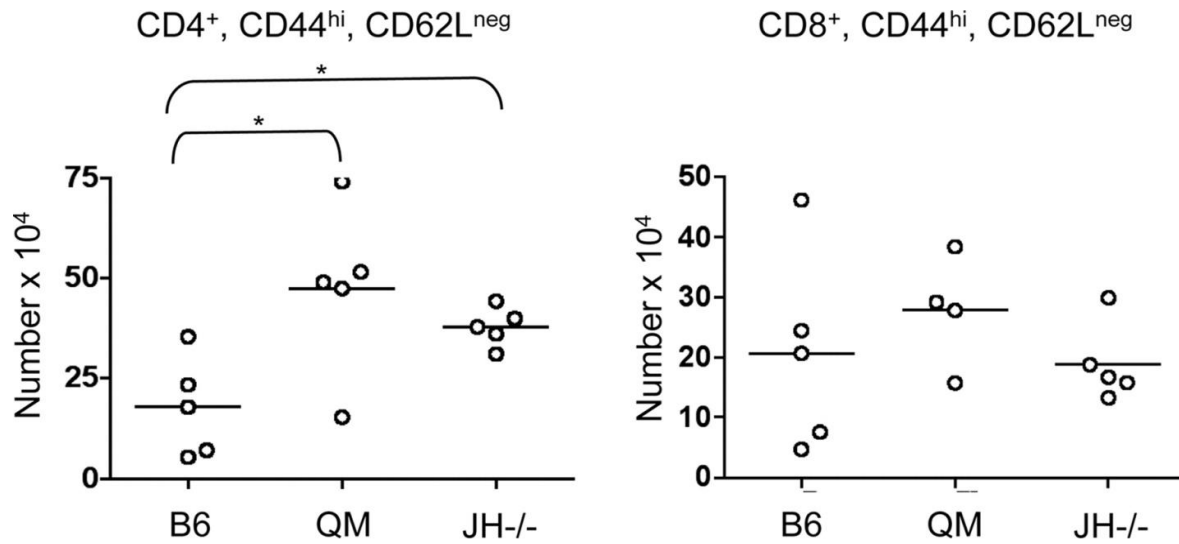 CD4⁺, CD44ʰⁱ, CD62Lⁿᵉᵍ
*
*
Number x 10⁴
75
50
25
0
B6 QM JH-/-
CD8⁺, CD44ʰⁱ, CD62Lⁿᵉᵍ
Number x 10⁴
50
40
30
20
10
0
B6 QM JH-/-